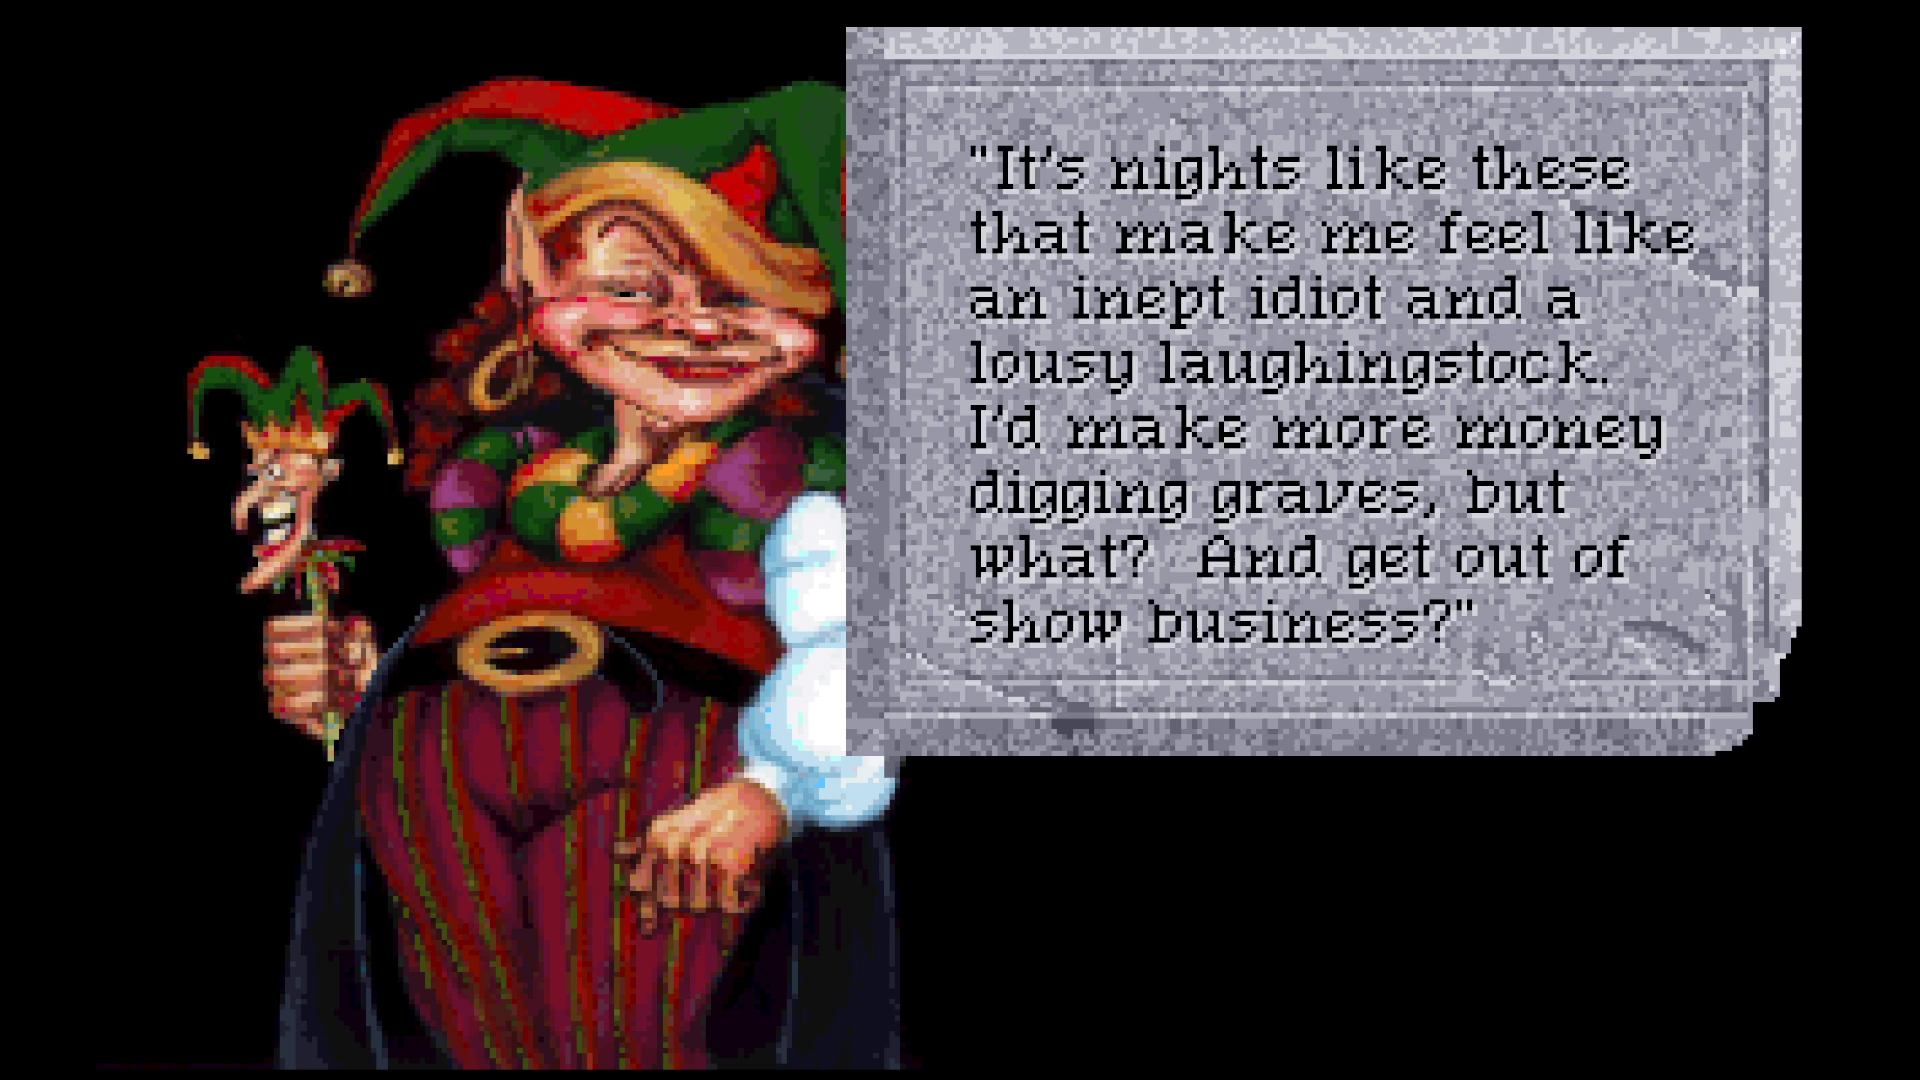 "It's nights like these
that make me feel like
an inept idiot and a
lousy laughingstock.
I'd make more money
digging graves, but
what?  And get out of
show business?"